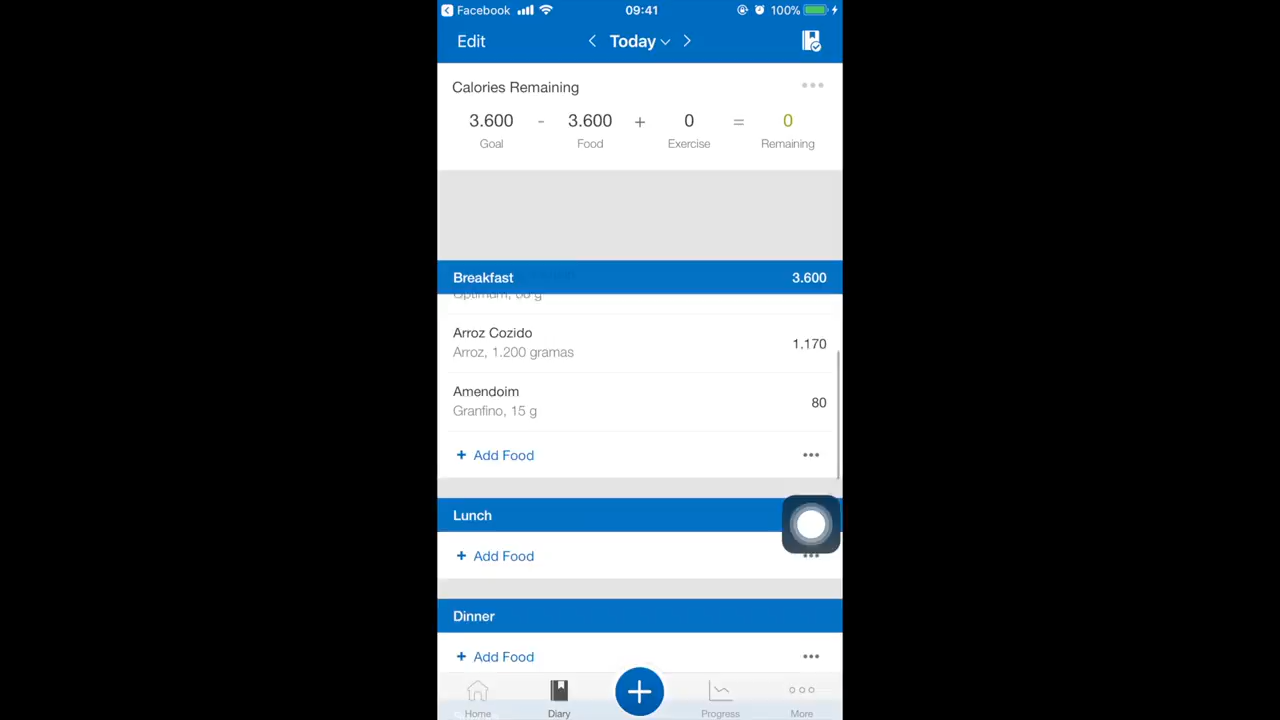 Facebook 09:41 100%
Edit Today
Calories Remaining
3.600 - 3.600 + 0 = 0
Goal Food Exercise Remaining
Breakfast 3.600
Arroz Cozido
1.170
Arroz, 1.200 gramas
Amendoim
80
Granfino, 15 g
+ Add Food
Lunch
+ Add Food
Dinner
+ Add Food
Home Diary Progress More